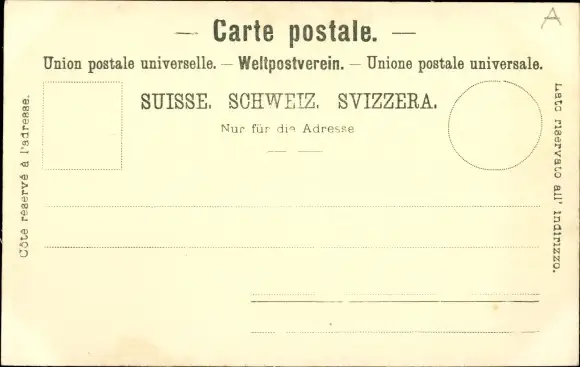 A
— Carte postale. —
Union postale universelle. — Weltpostverein. — Unione postale universale.
SUISSE. SCHWEIZ. SVIZZERA.
Nur für die Adresse
Côté réservé à l'adresse.
Lato riservato all' indirizzo.